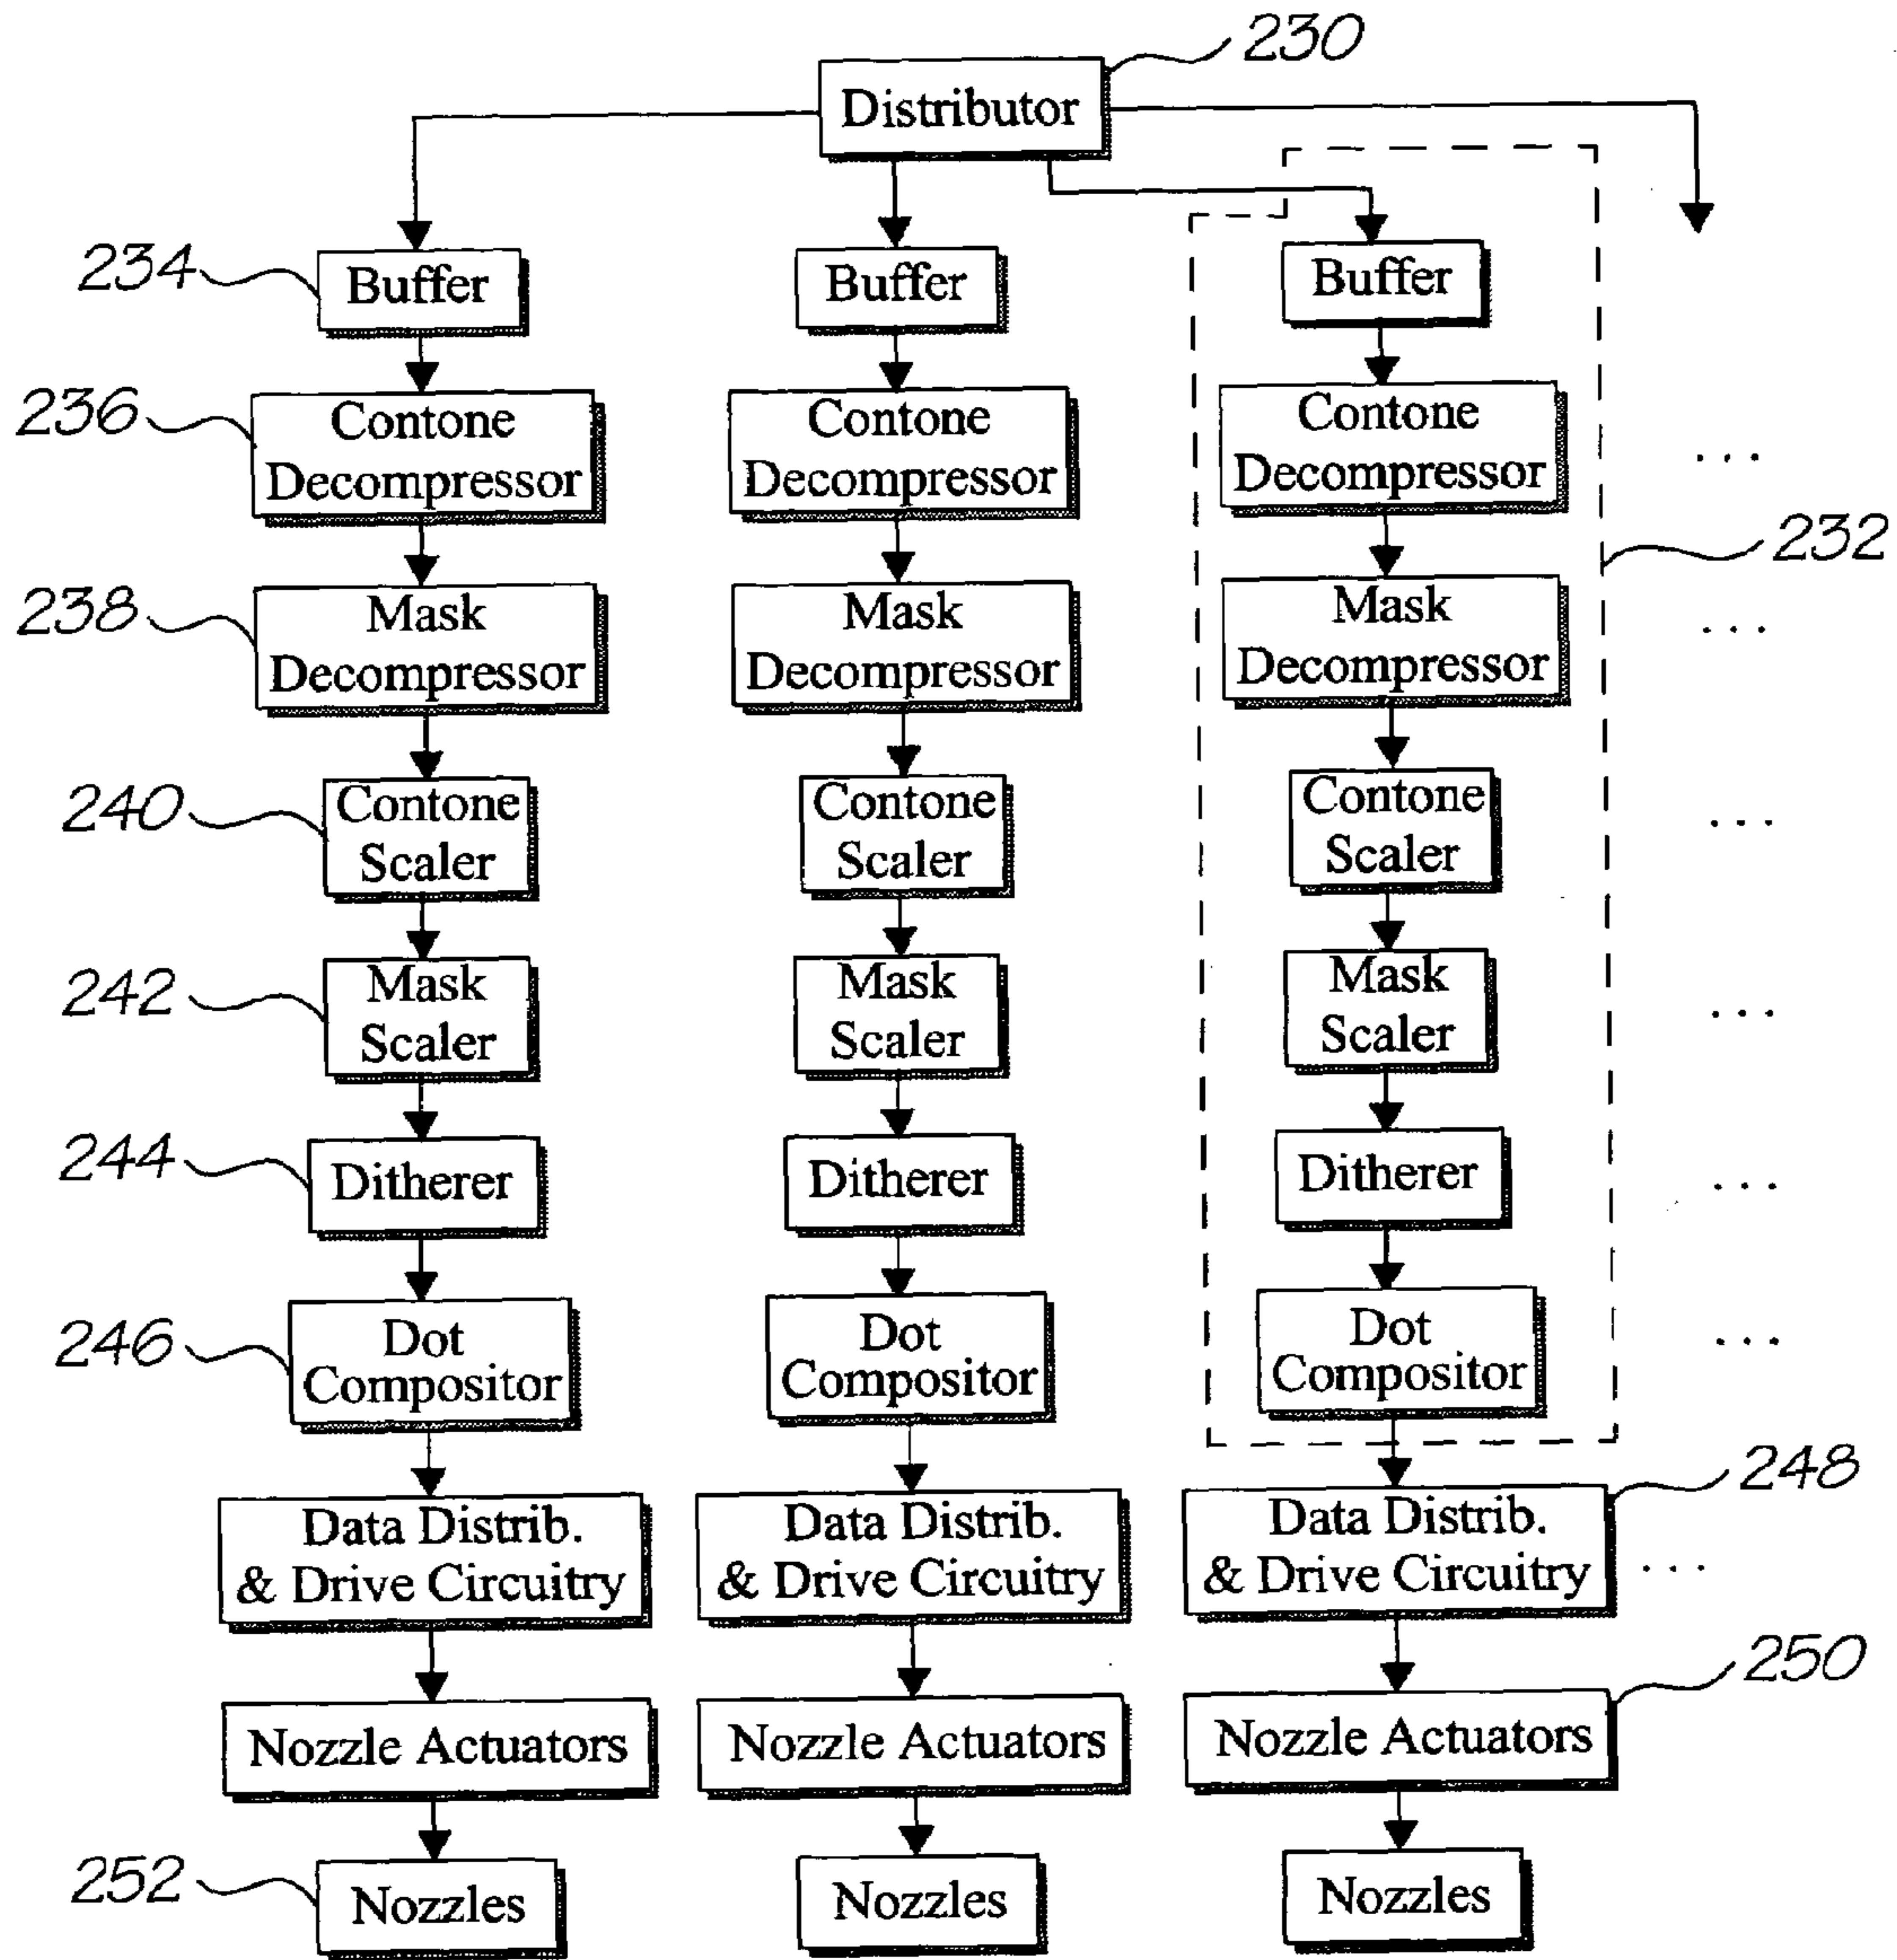 230
Distributor
234
Buffer
Buffer
Buffer
236
Contone
Decompressor
Contone
Decompressor
Contone
Decompressor
...
232
238
Mask
Decompressor
Mask
Decompressor
Mask
Decompressor
...
240
Contone
Scaler
Contone
Scaler
Contone
Scaler
...
242
Mask
Scaler
Mask
Scaler
Mask
Scaler
...
244
Ditherer
Ditherer
Ditherer
...
246
Dot
Compositor
Dot
Compositor
Dot
Compositor
...
248
Data Distrib.
& Drive Circuitry
Data Distrib.
& Drive Circuitry
Data Distrib.
& Drive Circuitry
...
250
Nozzle Actuators
Nozzle Actuators
Nozzle Actuators
252
Nozzles
Nozzles
Nozzles